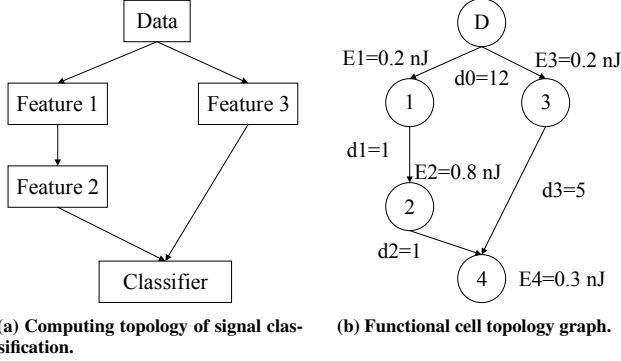 Data
Feature 1
Feature 3
Feature 2
Classifier
(a) Computing topology of signal clas-
sification.
D
E1=0.2 nJ
E3=0.2 nJ
d0=12
1
3
d1=1
E2=0.8 nJ
2
d3=5
d2=1
4
E4=0.3 nJ
(b) Functional cell topology graph.